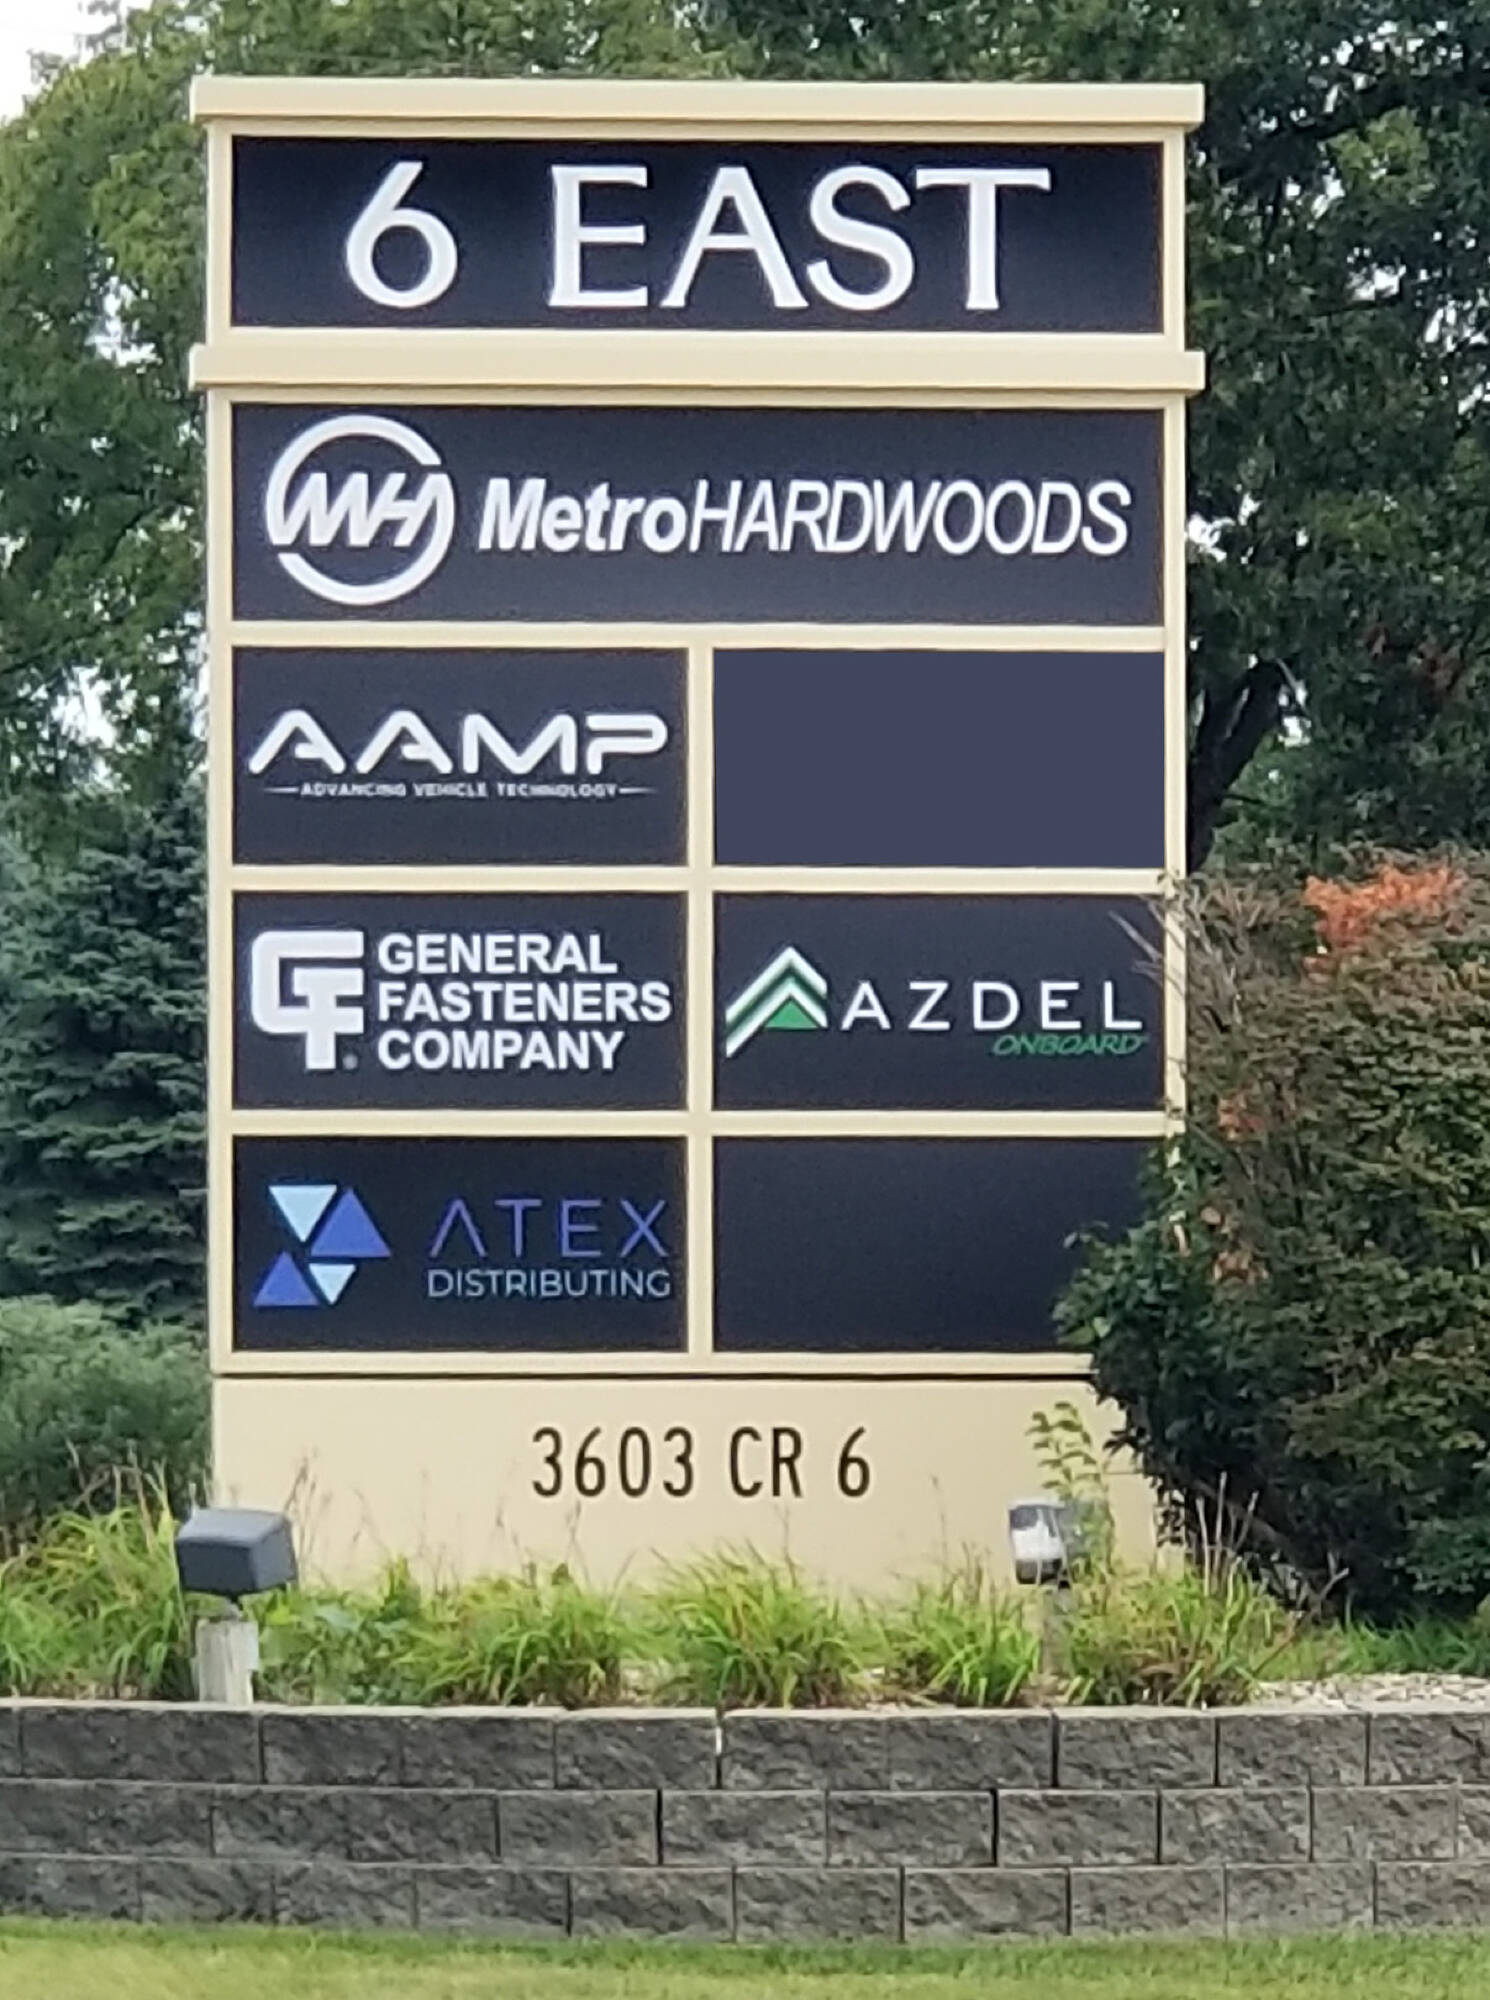 6 EAST
MH MetroHARDWOODS
AAMP
ADVANCING VEHICLE TECHNOLOGY
GF GENERAL
FASTENERS
COMPANY
AZDEL
ONBOARD
ATEX
DISTRIBUTING
3603 CR 6